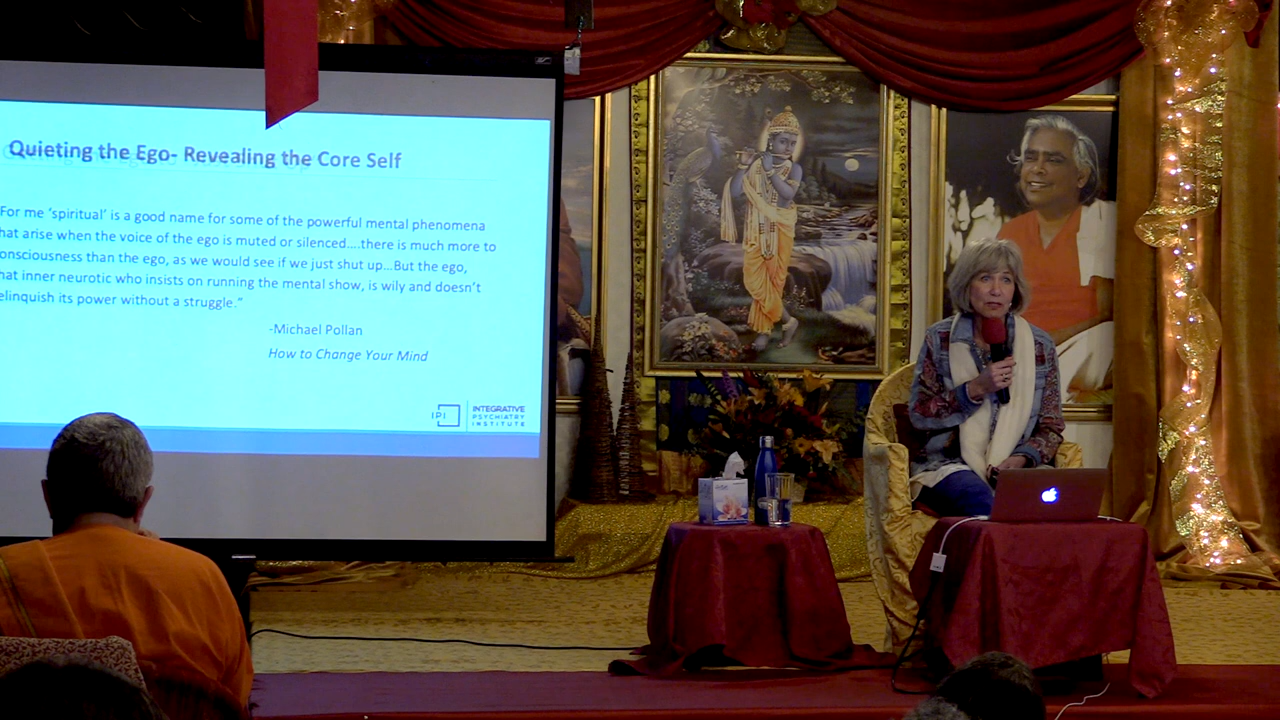 Quieting the Ego- Revealing the Core Self
For me 'spiritual' is a good name for some of the powerful mental phenomena
hat arise when the voice of the ego is muted or silenced....there is much more to
onsciousness than the ego, as we would see if we just shut up...But the ego,
hat inner neurotic who insists on running the mental show, is wily and doesn't
elinquish its power without a struggle."
-Michael Pollan
How to Change Your Mind
IPI
INTEGRATIVE
PSYCHIATRY
INSTITUTE